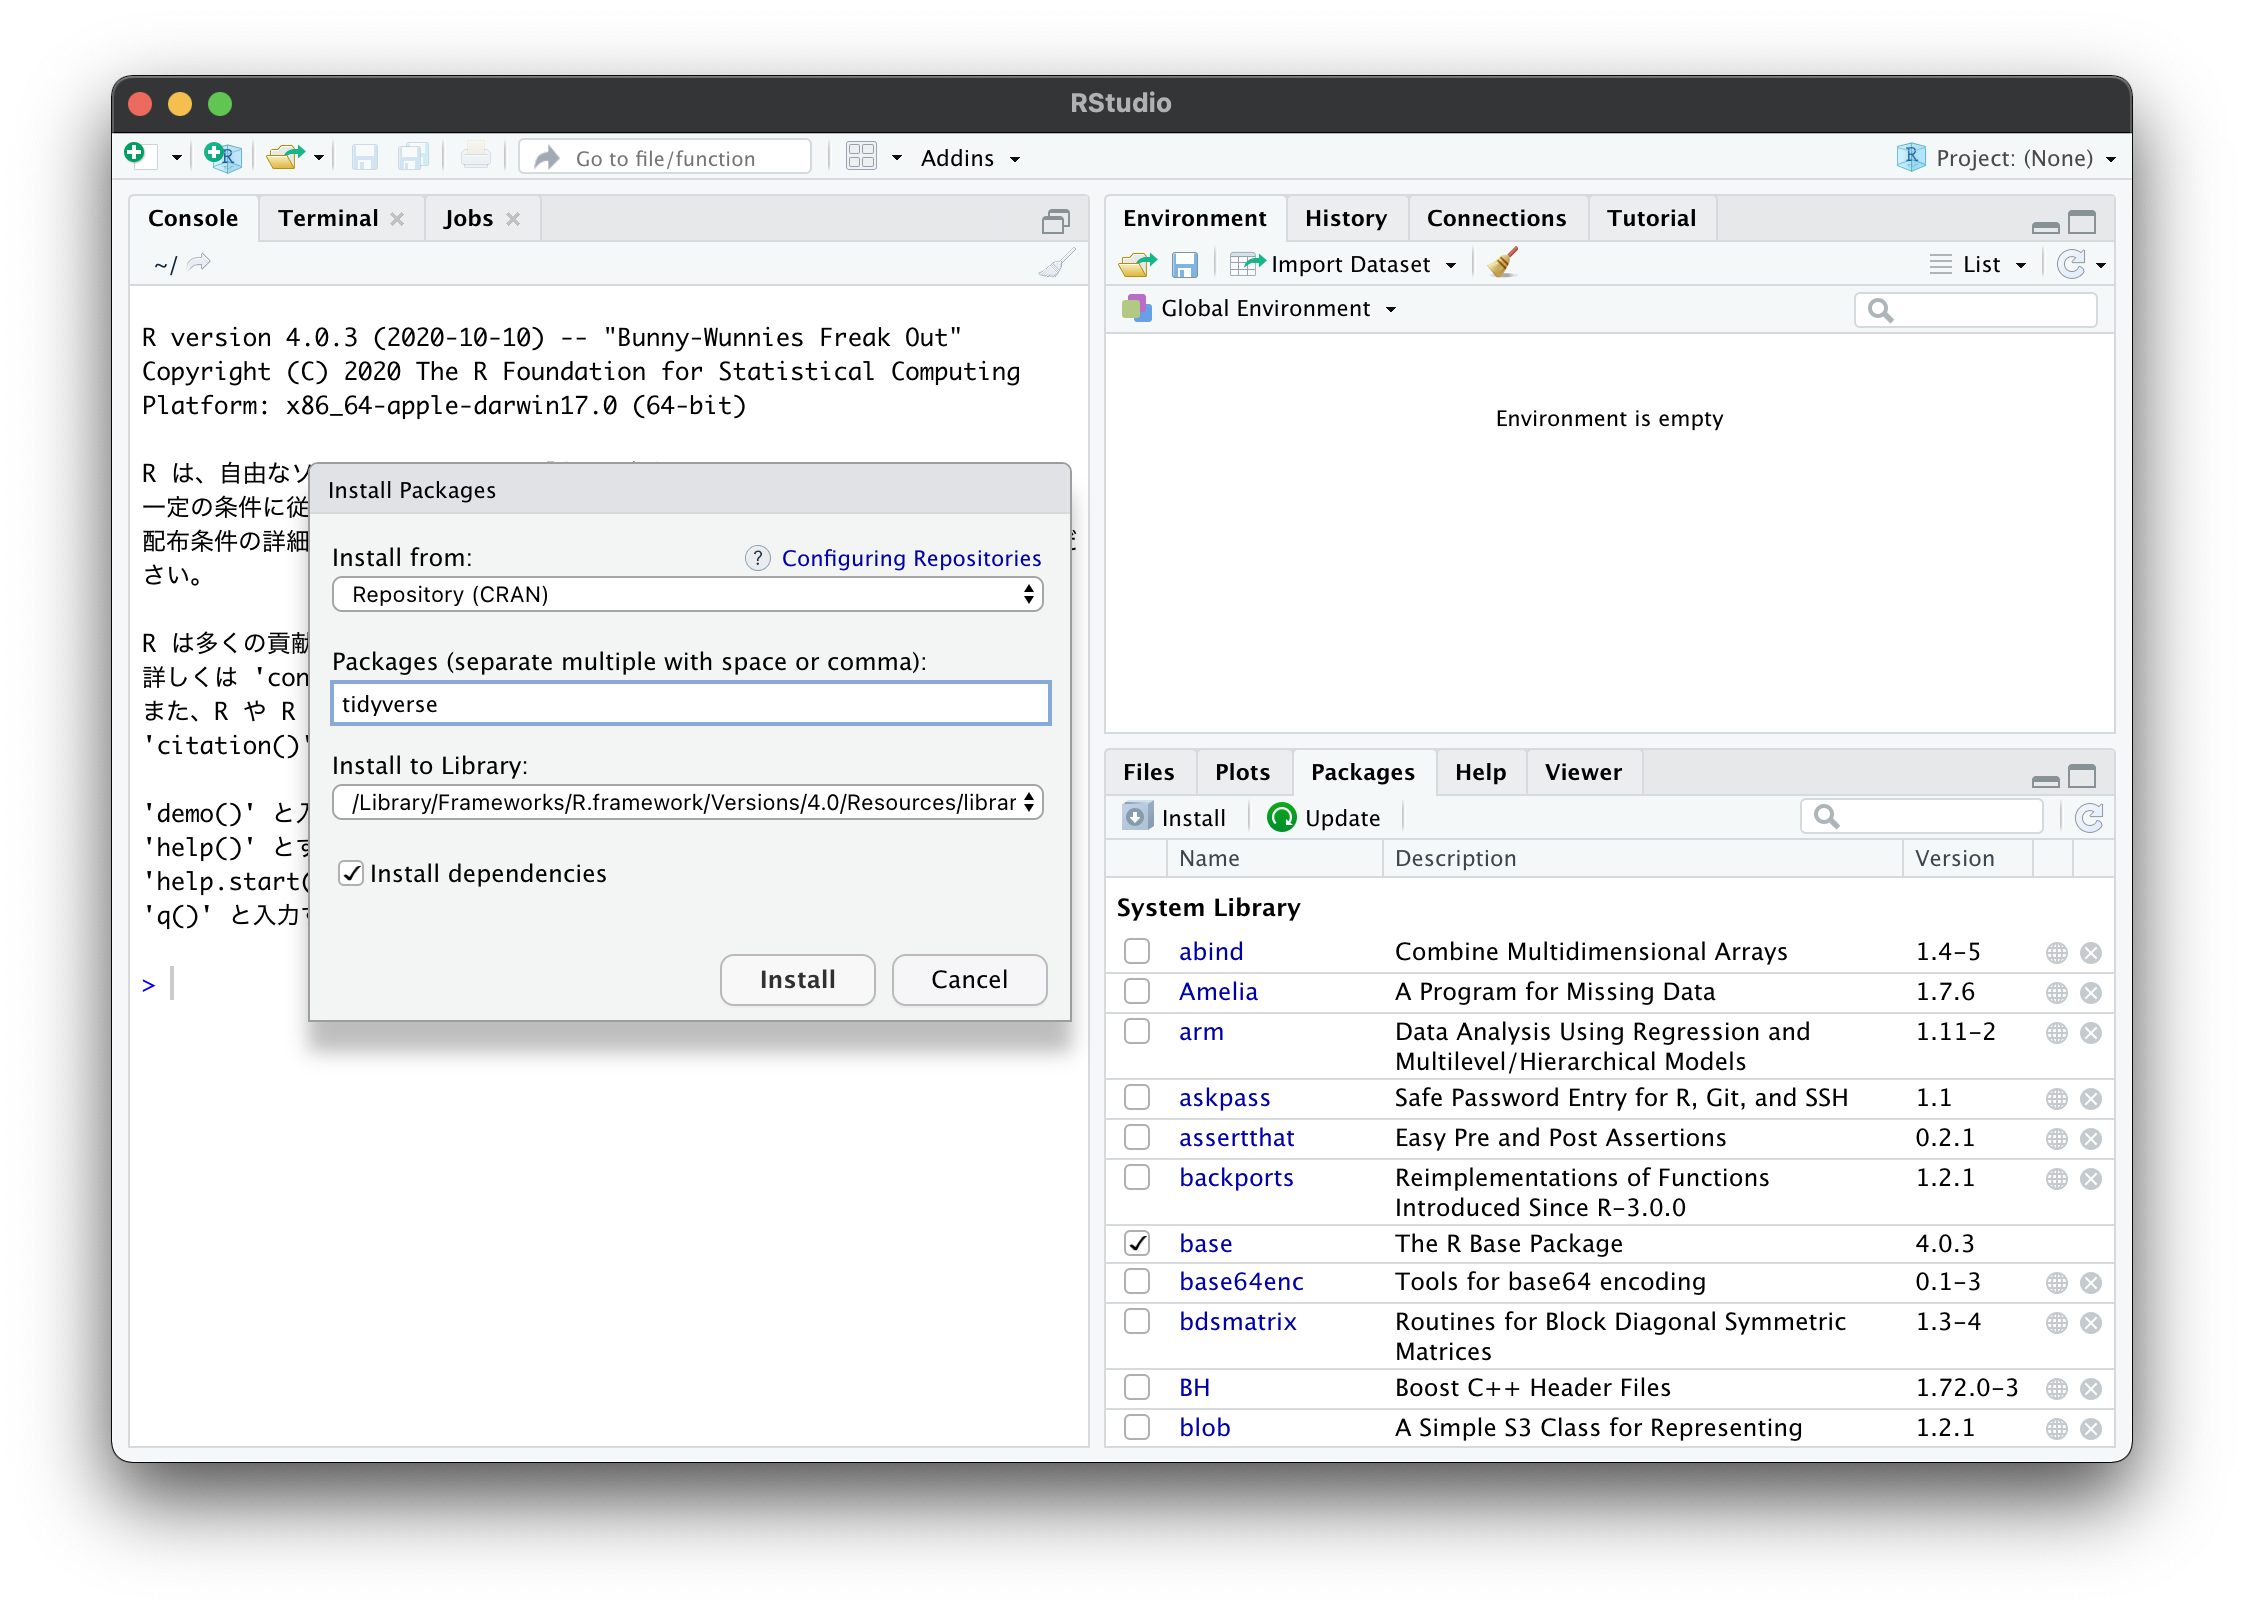 RStudio
Go to file/function
Addins
Project: (None)
Console
Terminal
Jobs
~/
R version 4.0.3 (2020-10-10) -- "Bunny-Wunnies Freak Out"
Copyright (C) 2020 The R Foundation for Statistical Computing
Platform: x86_64-apple-darwin17.0 (64-bit)
R は、自由なソ
一定の条件に従
配布条件の詳細
さい。
R は多くの貢献
詳しくは 'con
また、R や R
'citation()'
'demo()' と入
'help()' とす
'help.start(
'q()' と入力す
>
Install Packages
Install from:
? Configuring Repositories
Repository (CRAN)
Packages (separate multiple with space or comma):
tidyverse
Install to Library:
/Library/Frameworks/R.framework/Versions/4.0/Resources/librar
Install dependencies
Install
Cancel
Environment
History
Connections
Tutorial
Import Dataset
List
Global Environment
Environment is empty
Files
Plots
Packages
Help
Viewer
Install
Update
Name Description Version
System Library
abind Combine Multidimensional Arrays 1.4-5
Amelia A Program for Missing Data 1.7.6
arm Data Analysis Using Regression and 1.11-2
Multilevel/Hierarchical Models
askpass Safe Password Entry for R, Git, and SSH 1.1
assertthat Easy Pre and Post Assertions 0.2.1
backports Reimplementations of Functions 1.2.1
Introduced Since R-3.0.0
base The R Base Package 4.0.3
base64enc Tools for base64 encoding 0.1-3
bdsmatrix Routines for Block Diagonal Symmetric 1.3-4
Matrices
BH Boost C++ Header Files 1.72.0-3
blob A Simple S3 Class for Representing 1.2.1